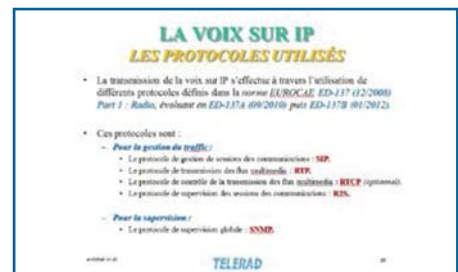 LA VOIX SUR IP
LES PROTOCOLES UTILISÉS
• La transmission de la voix sur IP s'effectue à travers l'utilisation de
différents protocoles définis dans la norme EUROCAE ED-137 (12/2008)
Part 1 : Radio, évoluant en ED-137A (09/2010) puis ED-137B (01/2012).
• Ces protocoles sont :
– Pour la gestion du traffic :
• Le protocole de gestion de sessions des communications : SIP.
• Le protocole de transmission des flux multimedia : RTP.
• Le protocole de contrôle de la transmission des flux multimedia : RTCP (optionnel).
• Le protocole de supervision des sessions des communications : R2S.
– Pour la supervision :
• Le protocole de supervision globale : SNMP.
TELERAD